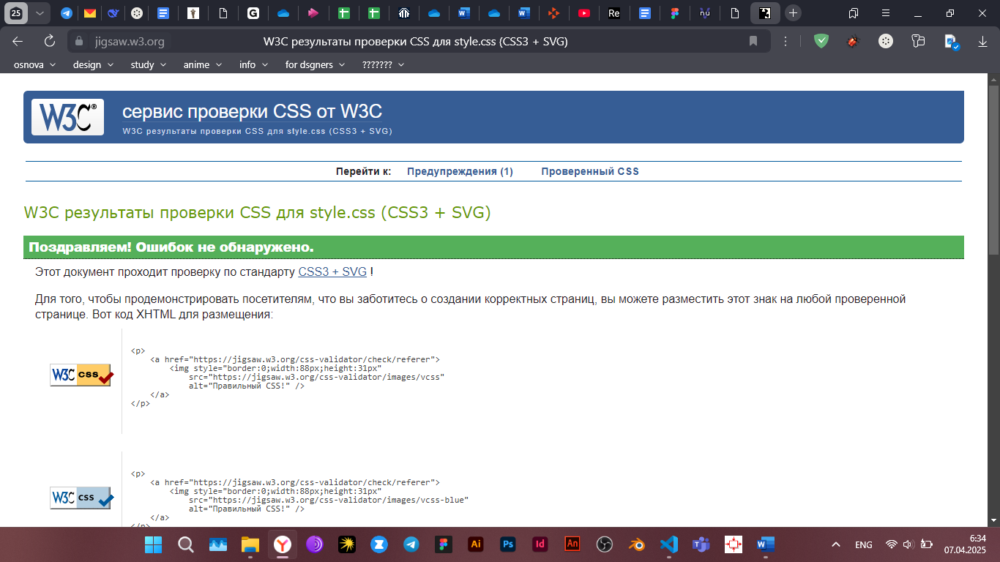 25
G
Re
nü
jigsaw.w3.org
W3C результаты проверки CSS для style.css (CSS3 + SVG)
osnova
design
study
anime
info
for dsgners
???????
W3C®
сервис проверки CSS от W3C
W3C результаты проверки CSS для style.css (CSS3 + SVG)
Перейти к: Предупреждения (1) Проверенный CSS
W3C результаты проверки CSS для style.css (CSS3 + SVG)
Поздравляем! Ошибок не обнаружено.
Этот документ проходит проверку по стандарту CSS3 + SVG !
Для того, чтобы продемонстрировать посетителям, что вы заботитесь о создании корректных страниц, вы можете разместить этот знак на любой проверенной
странице. Вот код XHTML для размещения:
W3C css
<p>
<a href="https://jigsaw.w3.org/css-validator/check/referer">
<img style="border:0;width:88px;height:31px"
src="https://jigsaw.w3.org/css-validator/images/vcss"
alt="Правильный CSS!" />
</a>
</p>
W3C css
<p>
<a href="https://jigsaw.w3.org/css-validator/check/referer">
<img style="border:0;width:88px;height:31px"
src="https://jigsaw.w3.org/css-validator/images/vcss-blue"
alt="Правильный CSS!" />
</a>
</p>
Ai
Ps
Id
An
ENG
6:34
07.04.2025